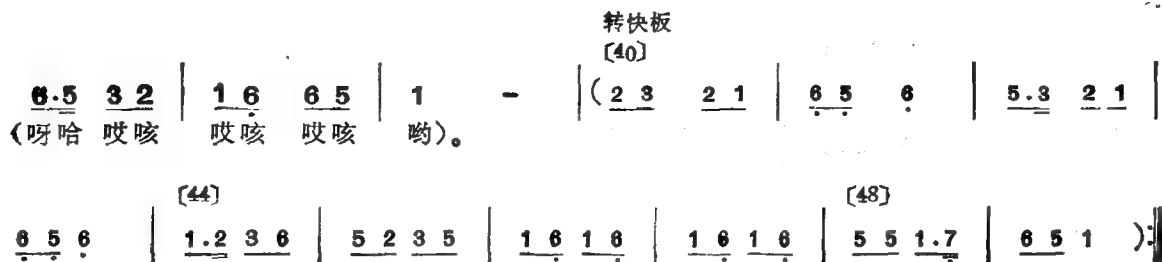 转快板
〔40〕
6·5 3 2 | 1 6 6 5 | 1 - |（2 3 2 1 | 6 5 6 | 5.3 2 1 |
（呀哈 哎咳 哎咳 哎咳 哟）。
〔44〕 〔48〕
6 5 6 | 1.2 3 6 | 5 2 3 5 | 1 6 1 6 | 1 6 1 6 | 5 5 1.7 | 6 5 1 ）:‖